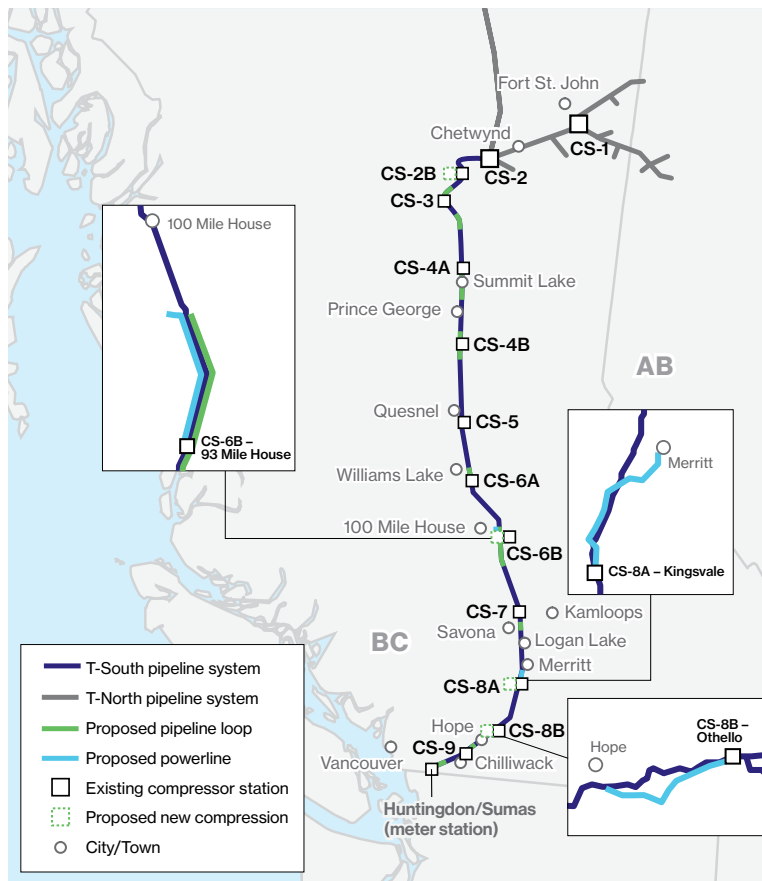 Fort St. John
Chetwynd
CS-1
CS-2
CS-2B
CS-3
100 Mile House
CS-4A
Summit Lake
Prince George
CS-4B
AB
Quesnel
CS-5
CS-6B –
93 Mile House
Merritt
Williams Lake
CS-6A
100 Mile House
CS-6B
CS-8A – Kingsvale
CS-7
Kamloops
Savona
BC
Logan Lake
Merritt
CS-8A
T-South pipeline system
T-North pipeline system
Proposed pipeline loop
Proposed powerline
Existing compressor station
Proposed new compression
City/Town
Hope
CS-8B
CS-9
Vancouver
Chilliwack
Huntingdon/Sumas
(meter station)
CS-8B –
Othello
Hope